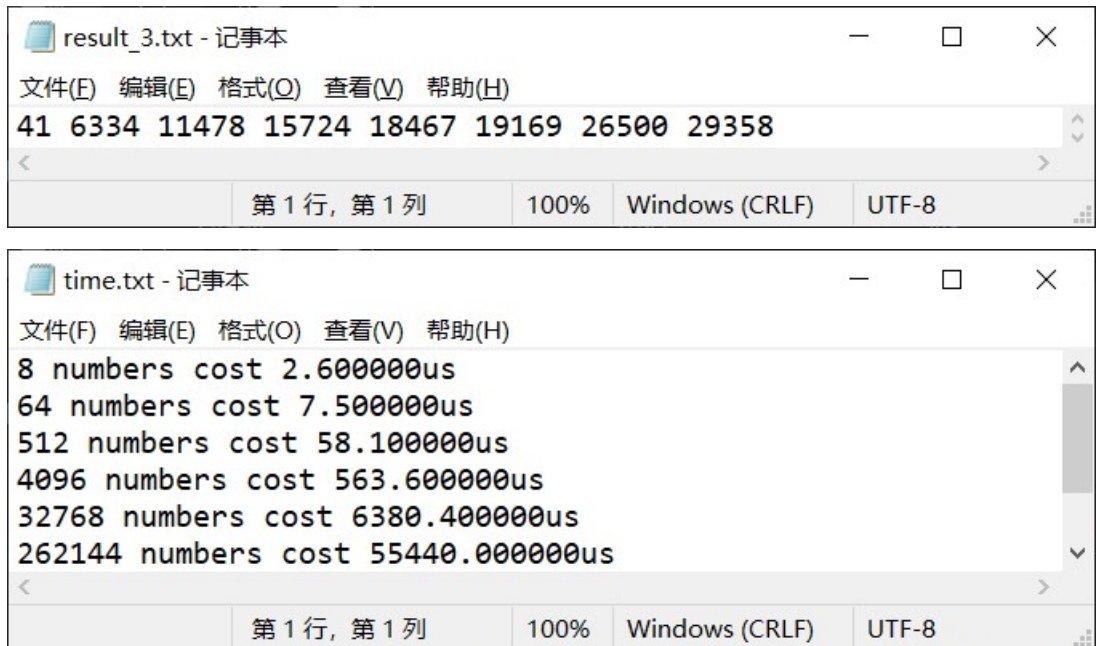 result_3.txt - 记事本
文件(F) 编辑(E) 格式(O) 查看(V) 帮助(H)
41 6334 11478 15724 18467 19169 26500 29358
第 1 行，第 1 列 100% Windows (CRLF) UTF-8
time.txt - 记事本
文件(F) 编辑(E) 格式(O) 查看(V) 帮助(H)
8 numbers cost 2.600000us
64 numbers cost 7.500000us
512 numbers cost 58.100000us
4096 numbers cost 563.600000us
32768 numbers cost 6380.400000us
262144 numbers cost 55440.000000us
第 1 行，第 1 列 100% Windows (CRLF) UTF-8